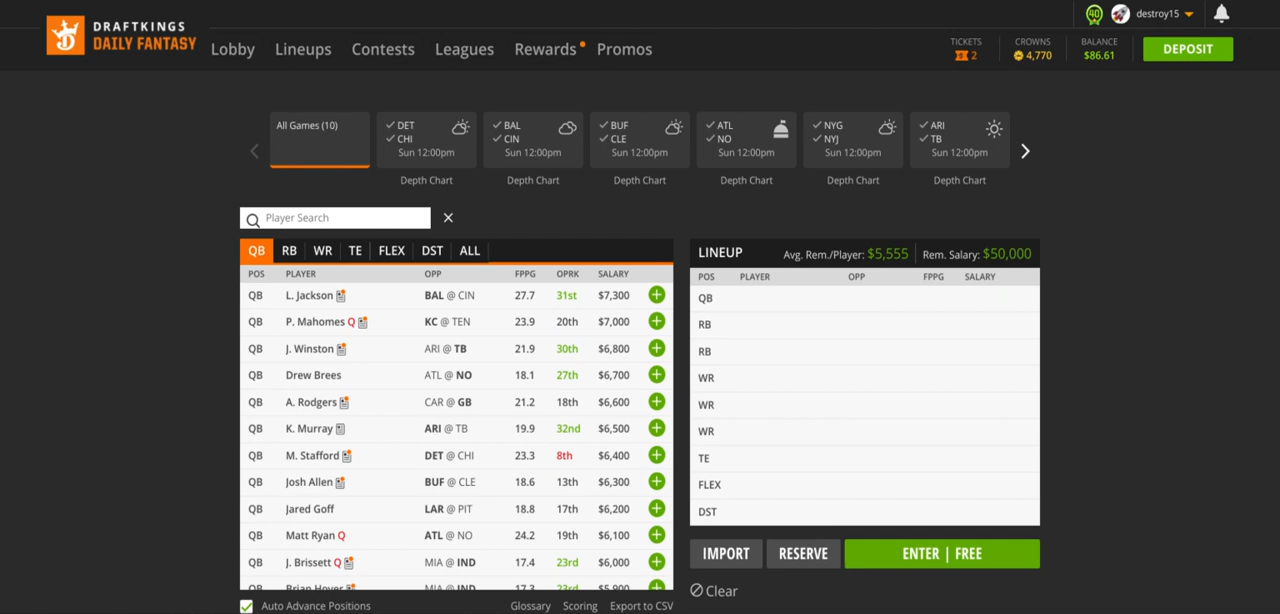 40 destroy15
DRAFTKINGS
DAILY FANTASY
Lobby Lineups Contests Leagues Rewards Promos
TICKETS CROWNS BALANCE
2 4,770 $86.61
DEPOSIT
All Games (10)
DET
CHI
Sun 12:00pm
Depth Chart
BAL
CIN
Sun 12:00pm
Depth Chart
BUF
CLE
Sun 12:00pm
Depth Chart
ATL
NO
Sun 12:00pm
Depth Chart
NYG
NYJ
Sun 12:00pm
Depth Chart
ARI
TB
Sun 12:00pm
Depth Chart
Player Search
QB RB WR TE FLEX DST ALL
POS PLAYER OPP FPPG OPRK SALARY
QB L. Jackson BAL @ CIN 27.7 31st $7,300
QB P. Mahomes Q KC @ TEN 23.9 20th $7,000
QB J. Winston ARI @ TB 21.9 30th $6,800
QB Drew Brees ATL @ NO 18.1 27th $6,700
QB A. Rodgers CAR @ GB 21.2 18th $6,600
QB K. Murray ARI @ TB 19.9 32nd $6,500
QB M. Stafford DET @ CHI 23.3 8th $6,400
QB Josh Allen BUF @ CLE 18.6 13th $6,300
QB Jared Goff LAR @ PIT 18.8 17th $6,200
QB Matt Ryan Q ATL @ NO 24.2 19th $6,100
QB J. Brissett Q MIA @ IND 17.4 23rd $6,000
QB Brian Hoyer MIA @ IND 17.3 23rd $5,900
Auto Advance Positions Glossary Scoring Export to CSV
LINEUP Avg. Rem./Player: $5,555 Rem. Salary: $50,000
POS PLAYER OPP FPPG SALARY
QB
RB
RB
WR
WR
WR
TE
FLEX
DST
IMPORT RESERVE ENTER | FREE
Clear